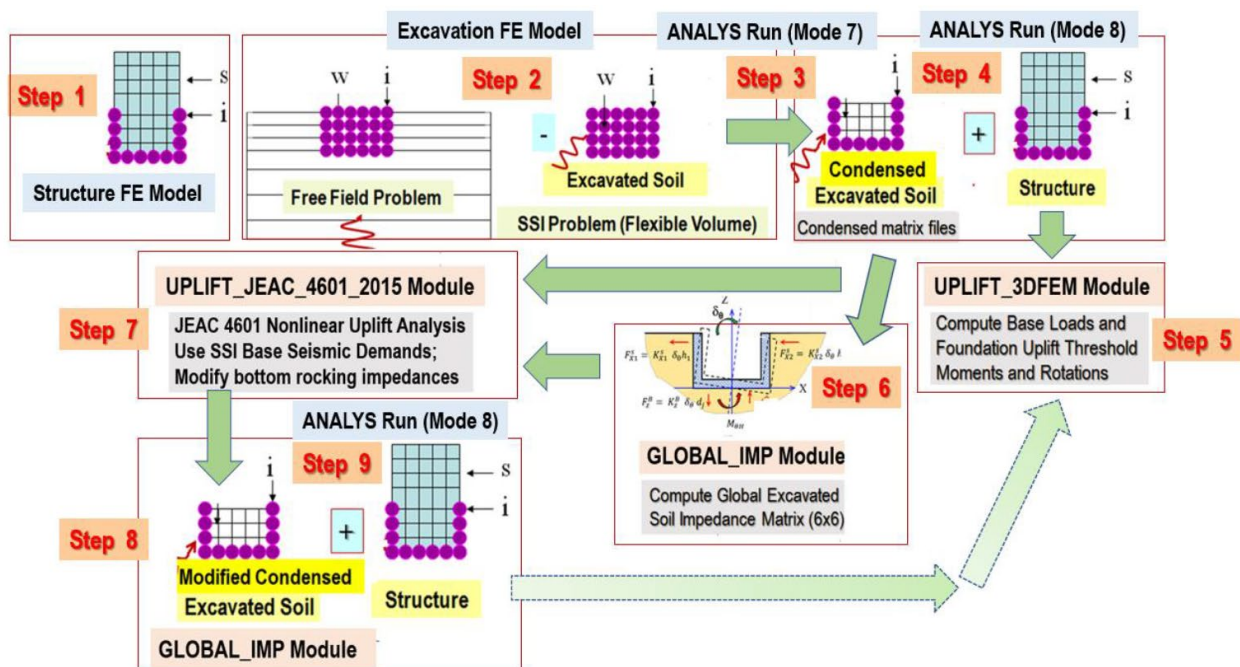 Step 1
s
i
Structure FE Model
Excavation FE Model
w
i
Step 2
w
i
-
Free Field Problem
Excavated Soil
SSI Problem (Flexible Volume)
ANALYS Run (Mode 7)
Step 3
i
Condensed
Excavated Soil
Condensed matrix files
ANALYS Run (Mode 8)
Step 4
+
s
i
Structure
UPLIFT_3DFEM Module
Compute Base Loads and
Foundation Uplift Threshold
Moments and Rotations
Step 5
Z
δθ
X
Step 6
GLOBAL_IMP Module
Compute Global Excavated
Soil Impedance Matrix (6x6)
UPLIFT_JEAC_4601_2015 Module
Step 7
JEAC 4601 Nonlinear Uplift Analysis
Use SSI Base Seismic Demands;
Modify bottom rocking impedances
ANALYS Run (Mode 8)
Step 9
i
+
s
i
Step 8
Modified Condensed
Excavated Soil
Structure
GLOBAL_IMP Module